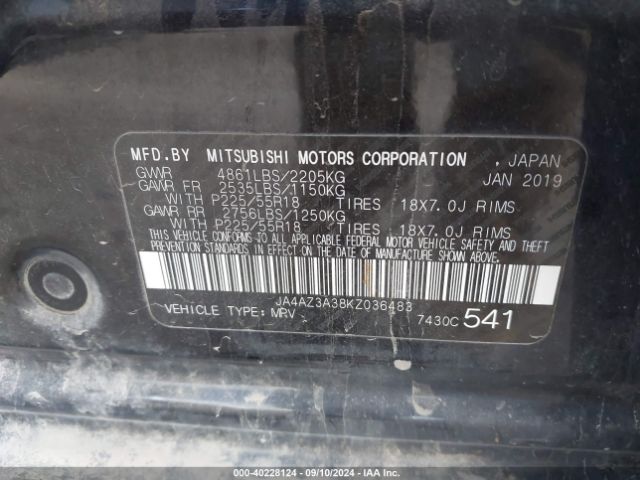 MFD.BY MITSUBISHI MOTORS CORPORATION , JAPAN
GVWR 4861LBS/2205KG JAN 2019
GAWR FR 2535LBS/1150KG
WITH P225/55R18 TIRES 18X7.0J RIMS
GAWR RR 2756LBS/1250KG
WITH P225/55R18 TIRES 18X7.0J RIMS
THIS VEHICLE CONFORMS TO ALL APPLICABLE FEDERAL MOTOR VEHICLE SAFETY AND THEFT
PREVENTION STANDARDS IN EFFECT ON THE DATE OF MANUFACTURE SHOWN ABOVE.
JA4AZ3A38KZ036483
VEHICLE TYPE: MPV 7430C 541
000-40228124 - 09/10/2024 - IAA Holdings, LLC.